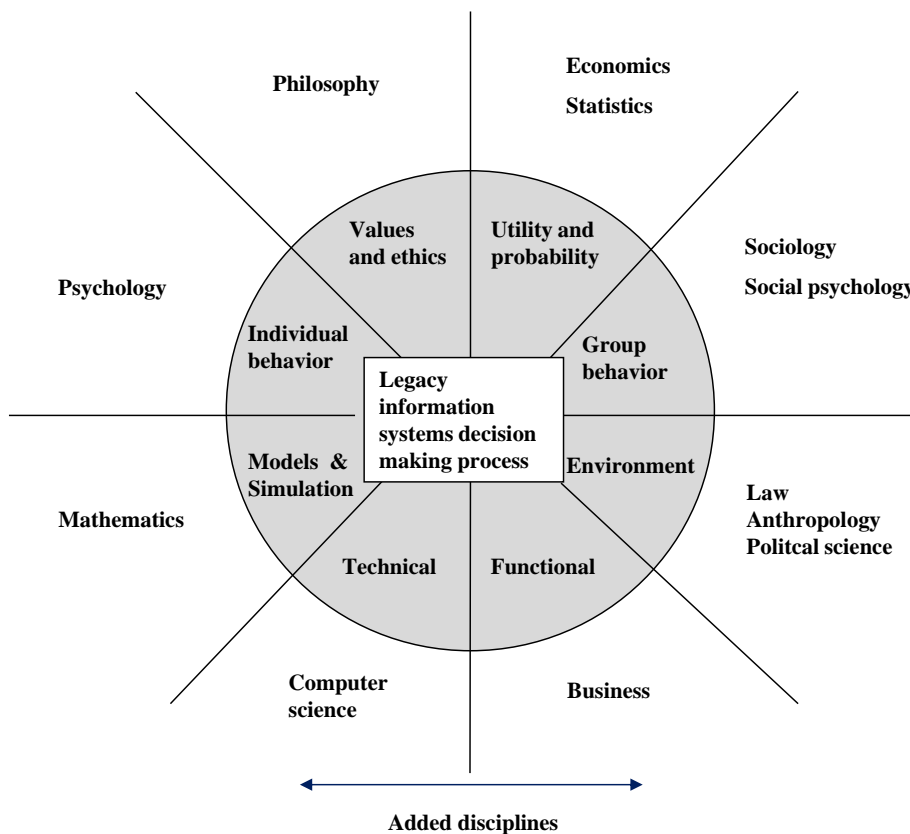 Philosophy
Economics
Statistics
Values
and ethics
Utility and
probability
Sociology
Social psychology
Psychology
Individual
behavior
Group
behavior
Legacy
information
systems decision
making process
Models &
Simulation
Environment
Mathematics
Law
Anthropology
Politcal science
Technical
Functional
Computer
science
Business
Added disciplines